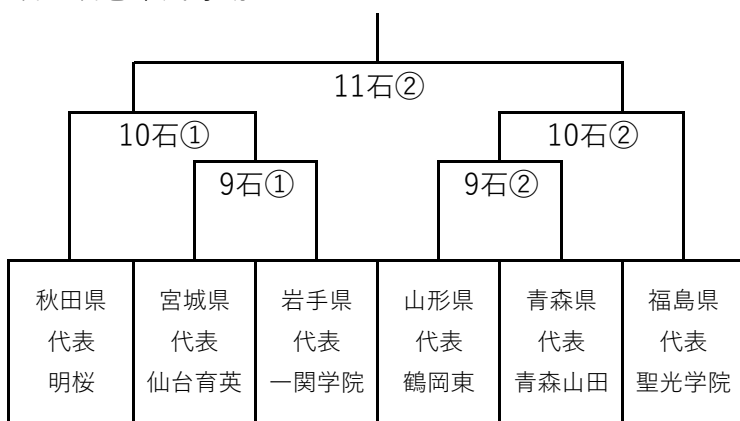 11石②
10石①
10石②
9石①
9石②
秋田県
代表
明桜
宮城県
代表
仙台育英
岩手県
代表
一関学院
山形県
代表
鶴岡東
青森県
代表
青森山田
福島県
代表
聖光学院